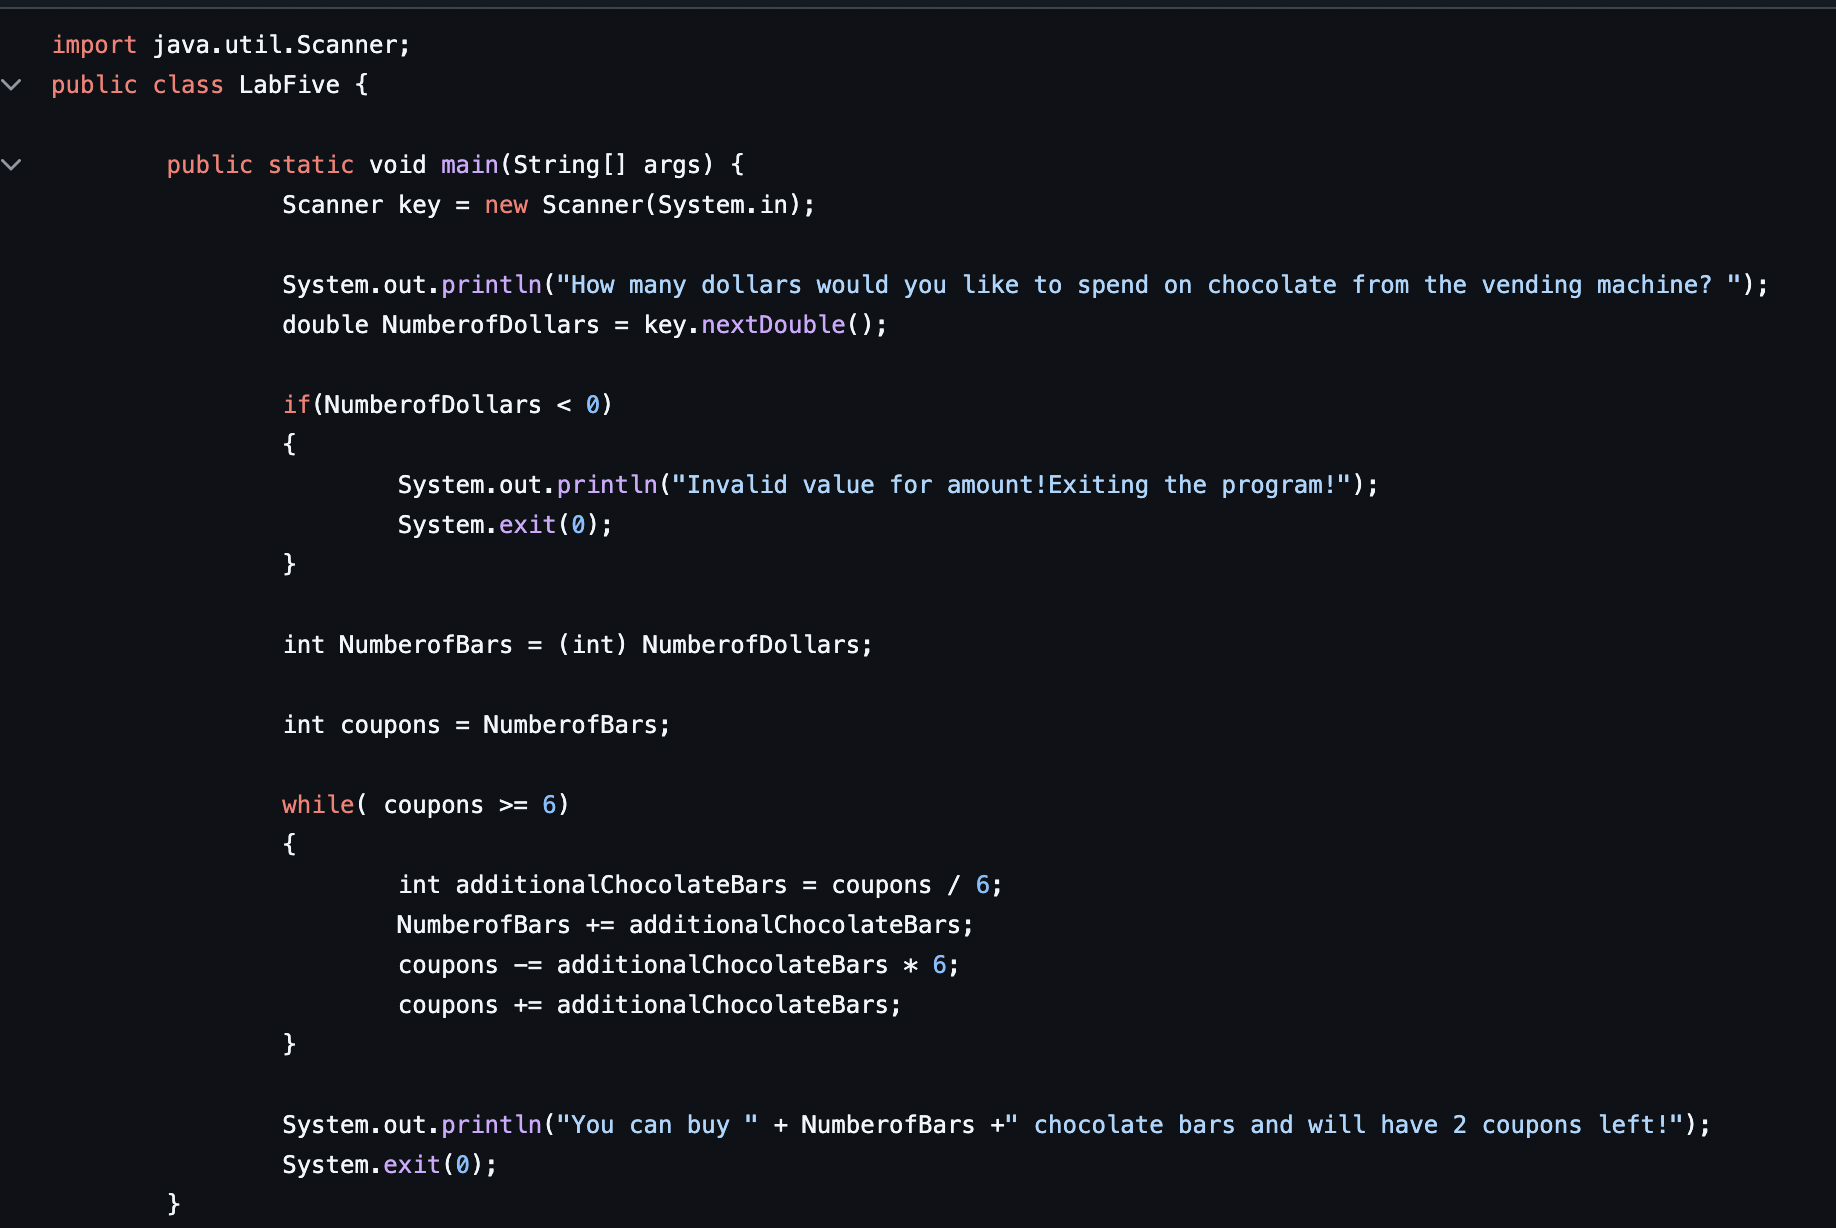 import java.util.Scanner;
public class LabFive {
public static void main(String[] args) {
Scanner key = new Scanner(System.in);
System.out.println("How many dollars would you like to spend on chocolate from the vending machine? ");
double NumberofDollars = key.nextDouble();
if(NumberofDollars < 0)
{
System.out.println("Invalid value for amount!Exiting the program!");
System.exit(0);
}
int NumberofBars = (int) NumberofDollars;
int coupons = NumberofBars;
while( coupons >= 6)
{
int additionalChocolateBars = coupons / 6;
NumberofBars += additionalChocolateBars;
coupons -= additionalChocolateBars * 6;
coupons += additionalChocolateBars;
}
System.out.println("You can buy " + NumberofBars +" chocolate bars and will have 2 coupons left!");
System.exit(0);
}